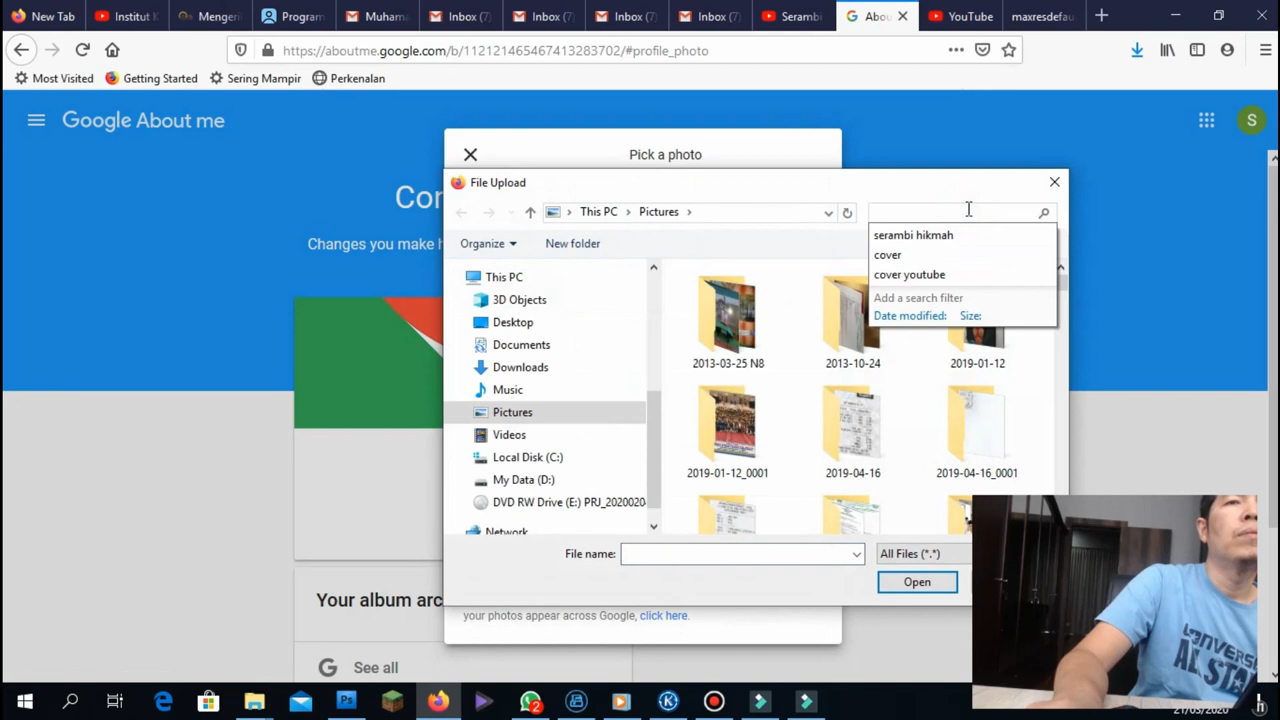 New Tab
Institut K
Mengeri
Program
Muhama
Inbox (7)
Inbox (7)
Inbox (7)
Inbox (7)
Serambi
Abou
YouTube
maxresdefau
https://aboutme.google.com/b/112121465467413283702/#profile_photo
Most Visited
Getting Started
Sering Mampir
Perkenalan
Google About me
S
Pick a photo
Cor
Changes you make h
File Upload
This PC
Pictures
Organize
New folder
serambi hikmah
cover
cover youtube
Add a search filter
Date modified:
Size:
This PC
3D Objects
Desktop
Documents
Downloads
Music
Pictures
Videos
Local Disk (C:)
My Data (D:)
DVD RW Drive (E:) PRJ_2020020
Network
2013-03-25 N8
2013-10-24
2019-01-12
2019-01-12_0001
2019-04-16
2019-04-16_0001
File name:
All Files (*.*)
Open
your photos appear across Google, click here.
Your album arc
See all
CONVERSE
ALL STA
2
21/03/2020